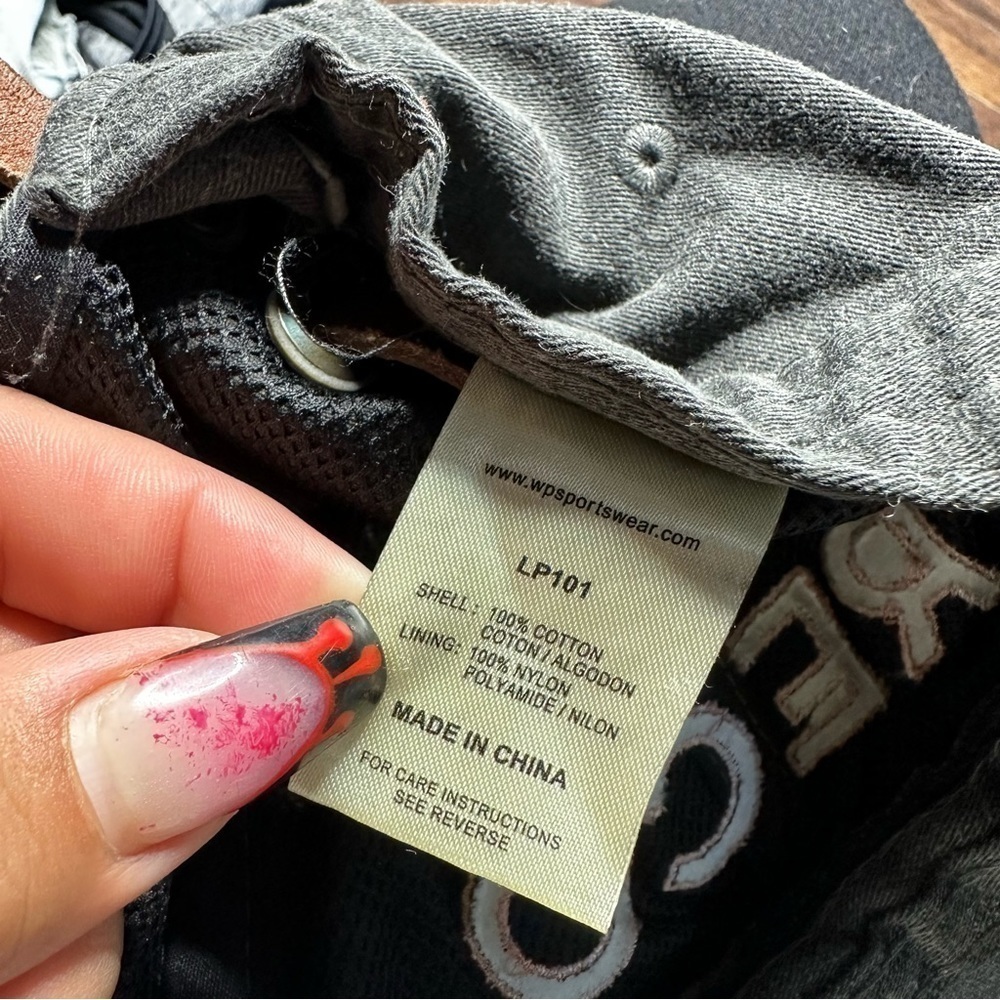 www.wpsportswear.com
LP101
SHELL: 100% COTTON
COTON / ALGODON
LINING: 100% NYLON
POLYAMIDE / NILON
MADE IN CHINA
FOR CARE INSTRUCTIONS
SEE REVERSE